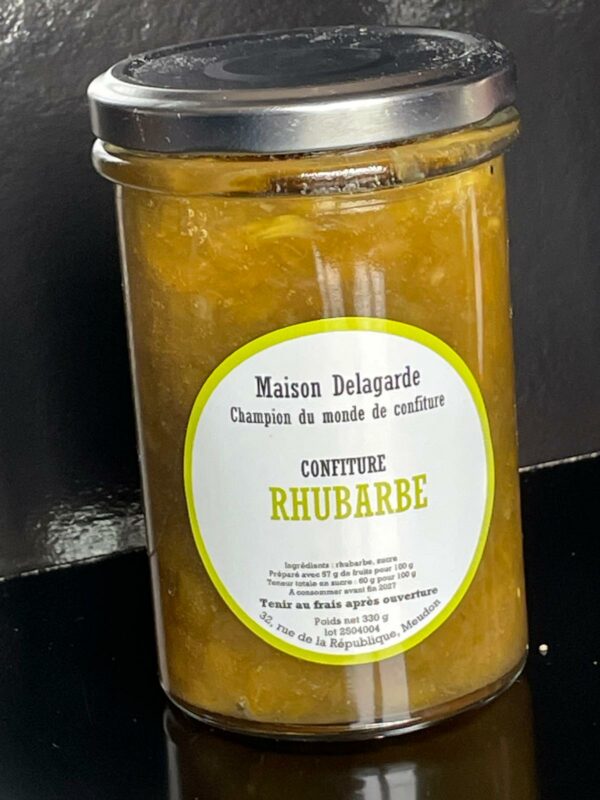 Maison Delagarde
Champion du monde de confiture
CONFITURE
RHUBARBE
Ingrédients : rhubarbe, sucre
Préparé avec 57 g de fruits pour 100 g
Teneur totale en sucre : 60 g pour 100 g
A consommer avant fin 2027
Tenir au frais après ouverture
Poids net 330 g
lot 2504004
32, rue de la République, Meudon